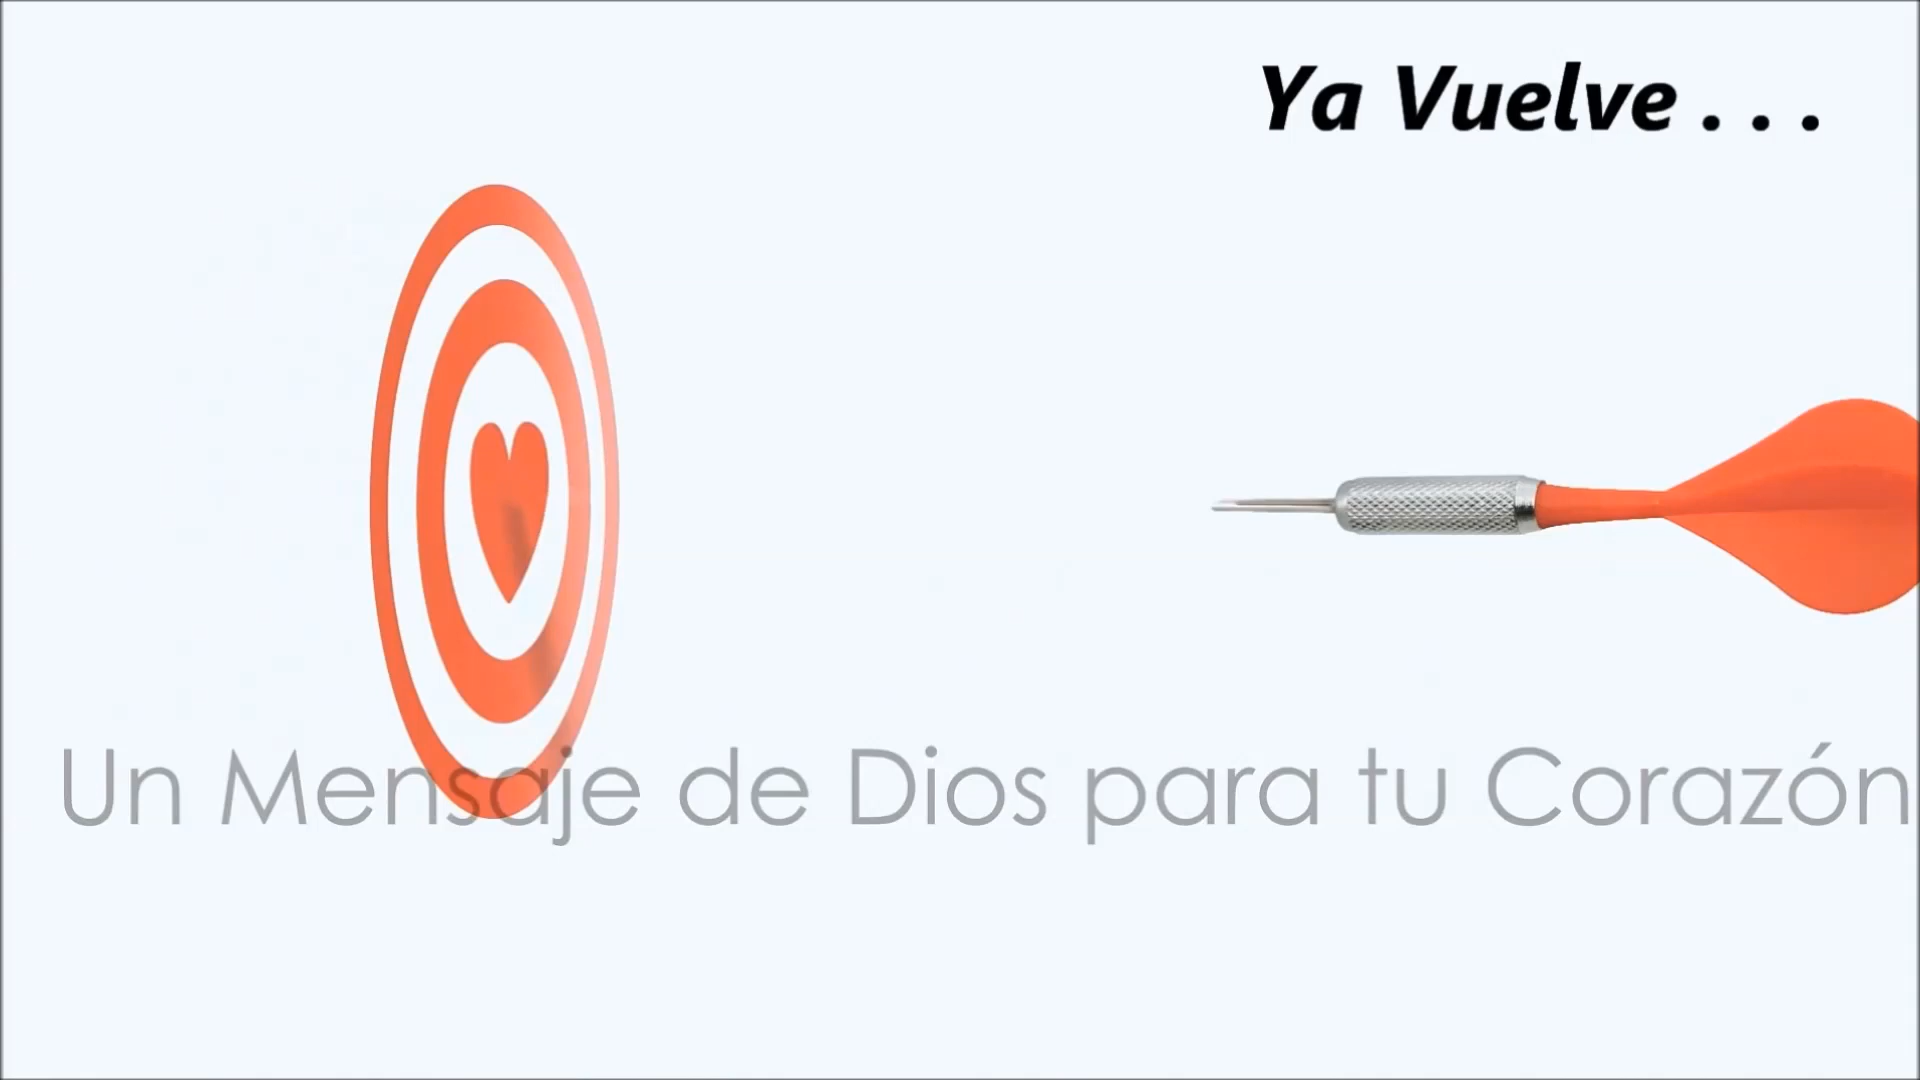 Ya Vuelve . . .
Un Mensaje de Dios para tu Corazón